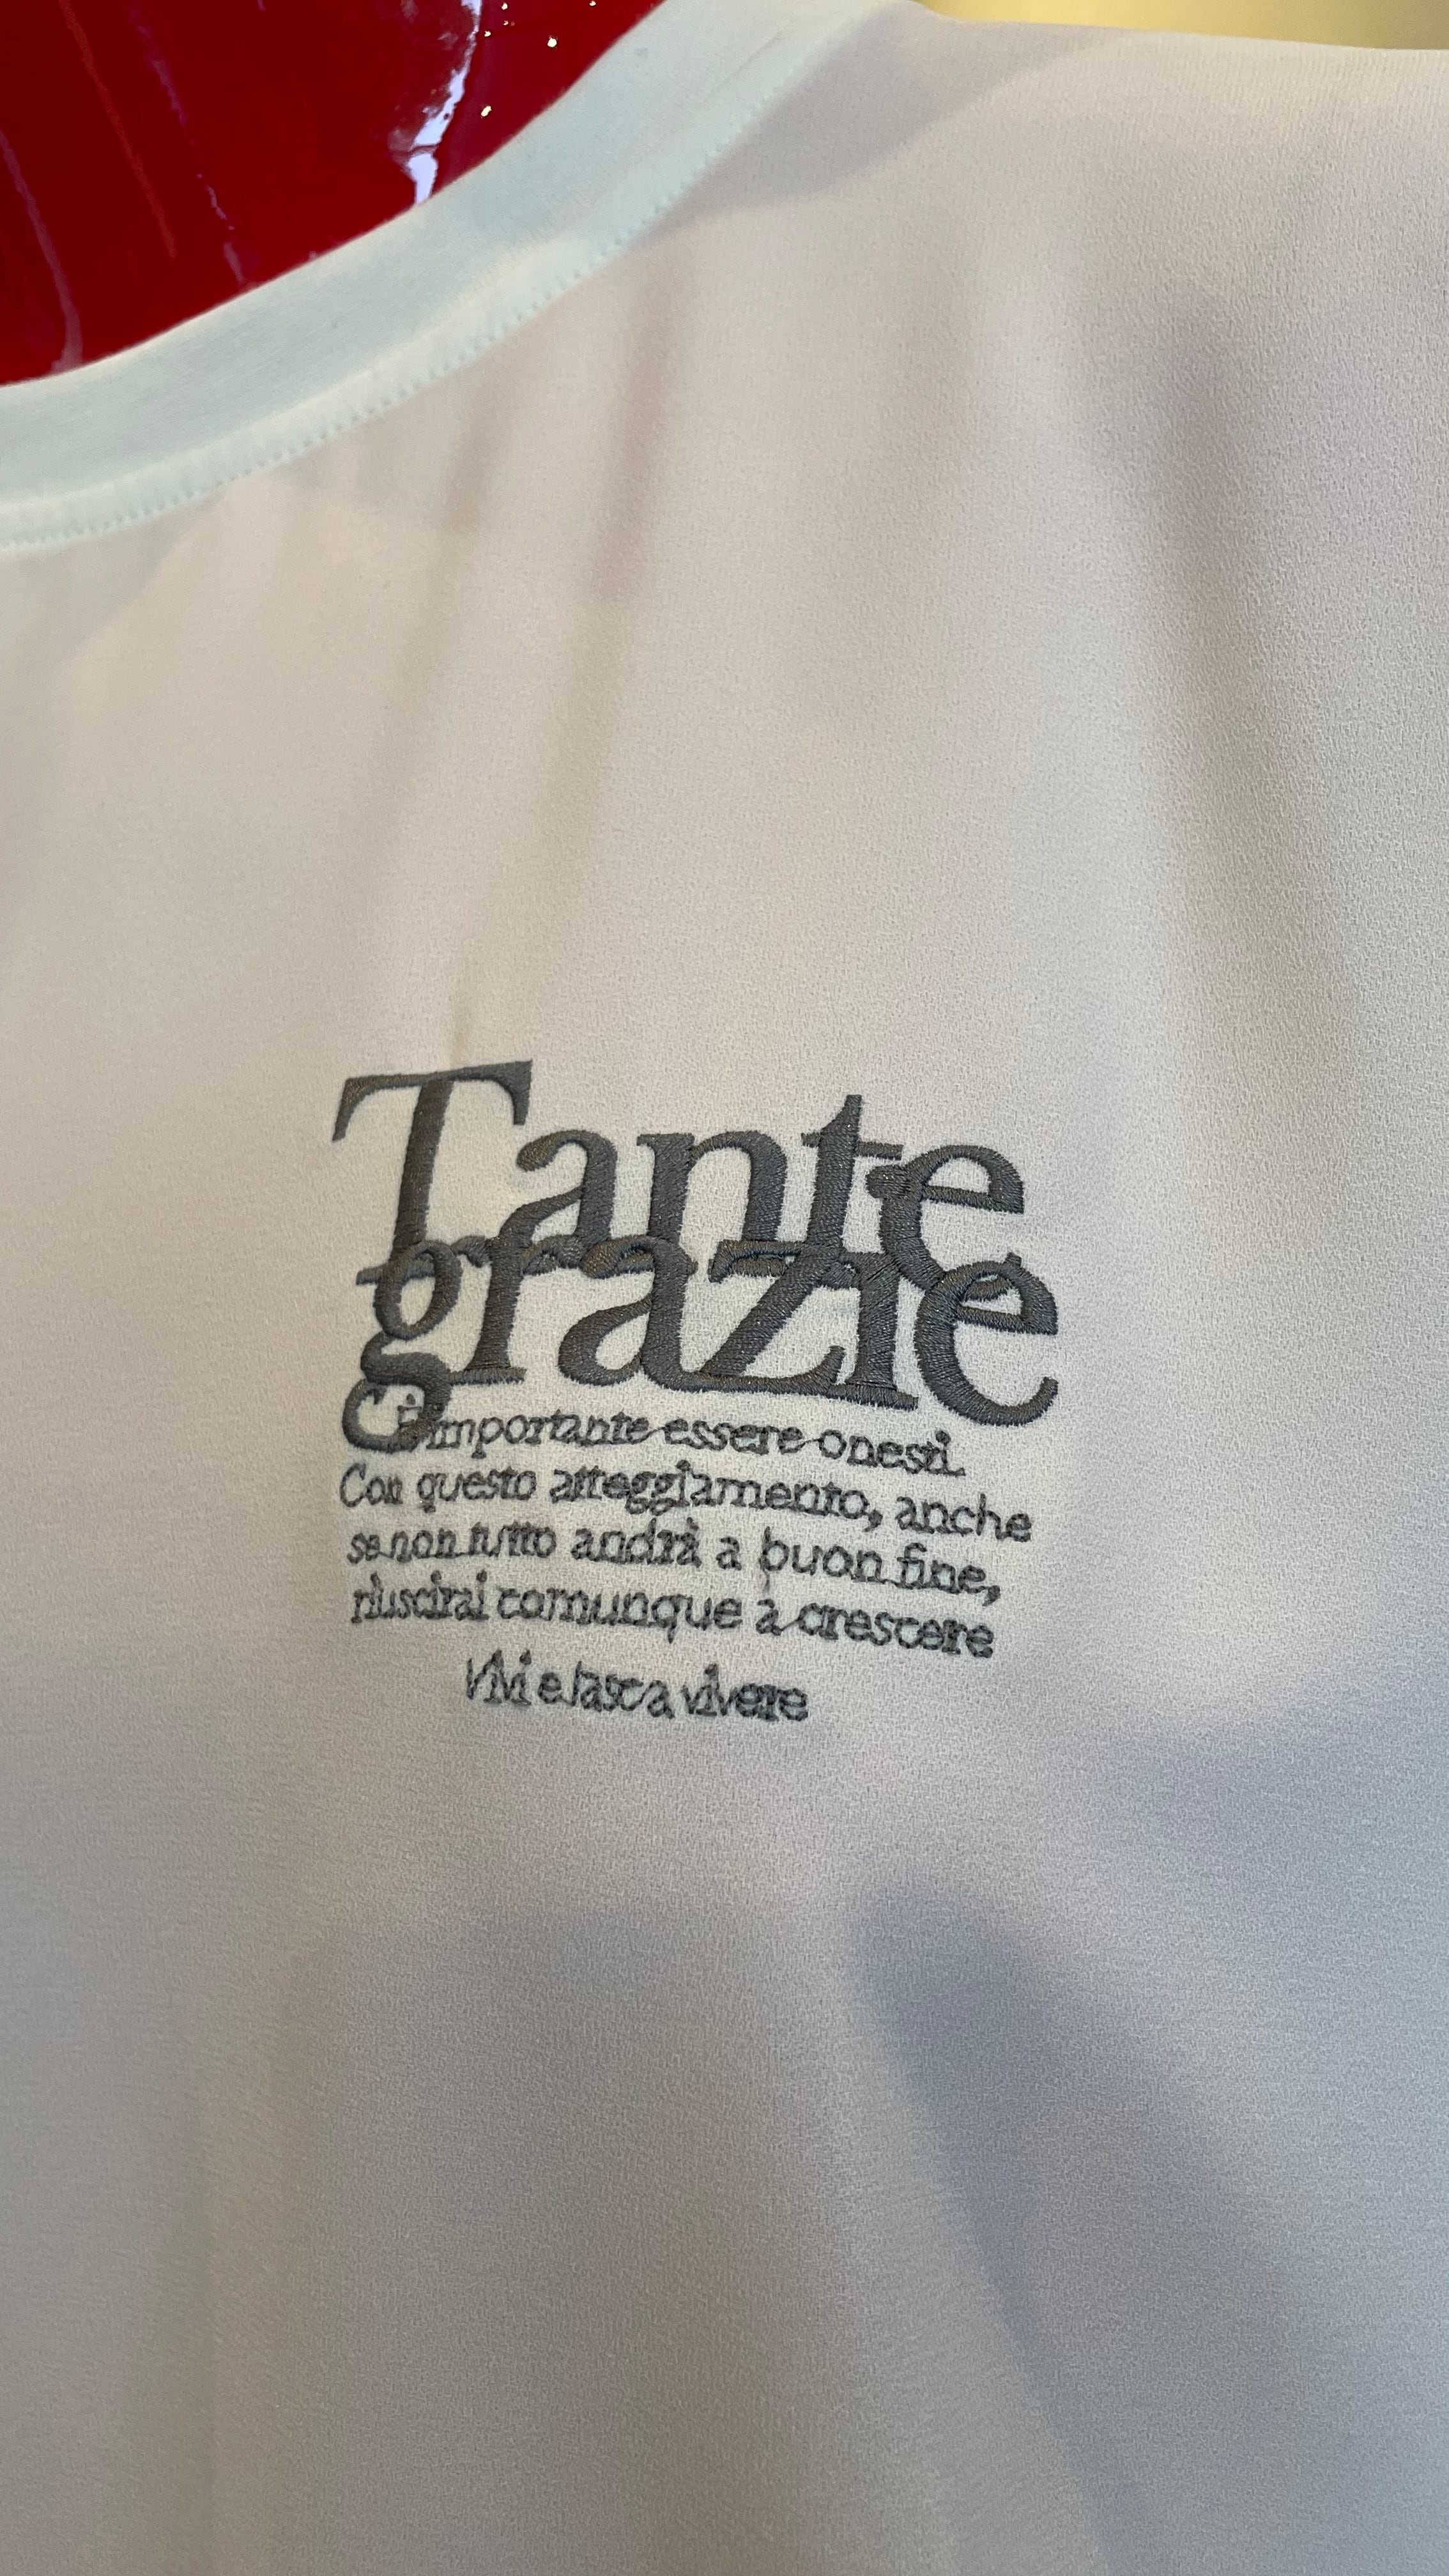 Tante
grazie
È importante essere onesti.
Con questo atteggiamento, anche
se non tutto andrà a buon fine,
riuscirai comunque a crescere
Vivi e lasca vivere